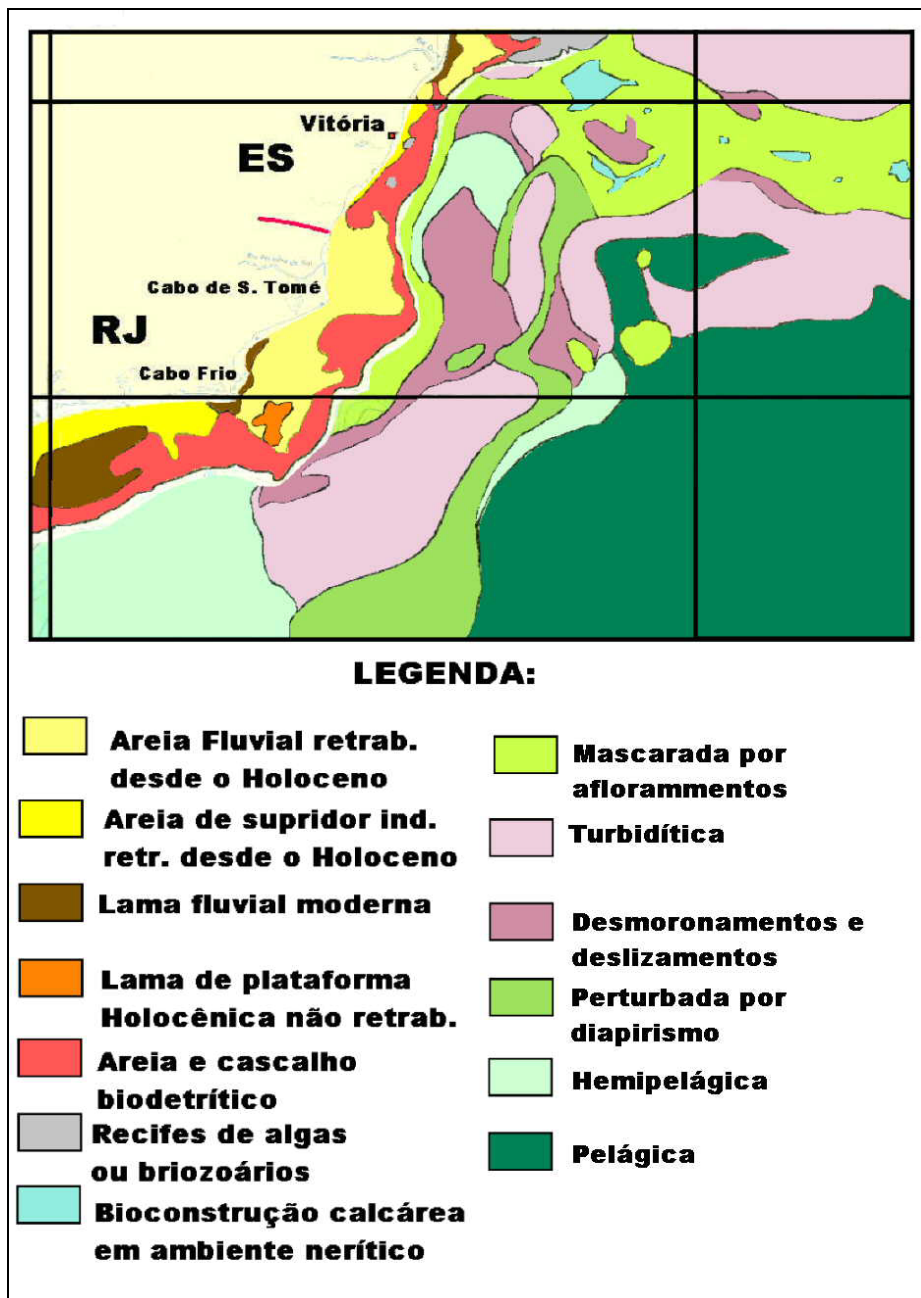 Vitória
ES
Cabo de S. Tomé
RJ
Cabo Frio
LEGENDA:
Areia Fluvial retrab.
desde o Holoceno
Areia de supridor ind.
retr. desde o Holoceno
Lama fluvial moderna
Lama de plataforma
Holocênica não retrab.
Areia e cascalho
biodetrítico
Recifes de algas
ou briozoários
Bioconstrução calcárea
em ambiente nerítico
Mascarada por
aflorammentos
Turbidítica
Desmoronamentos e
deslizamentos
Perturbada por
diapirismo
Hemipelágica
Pelágica